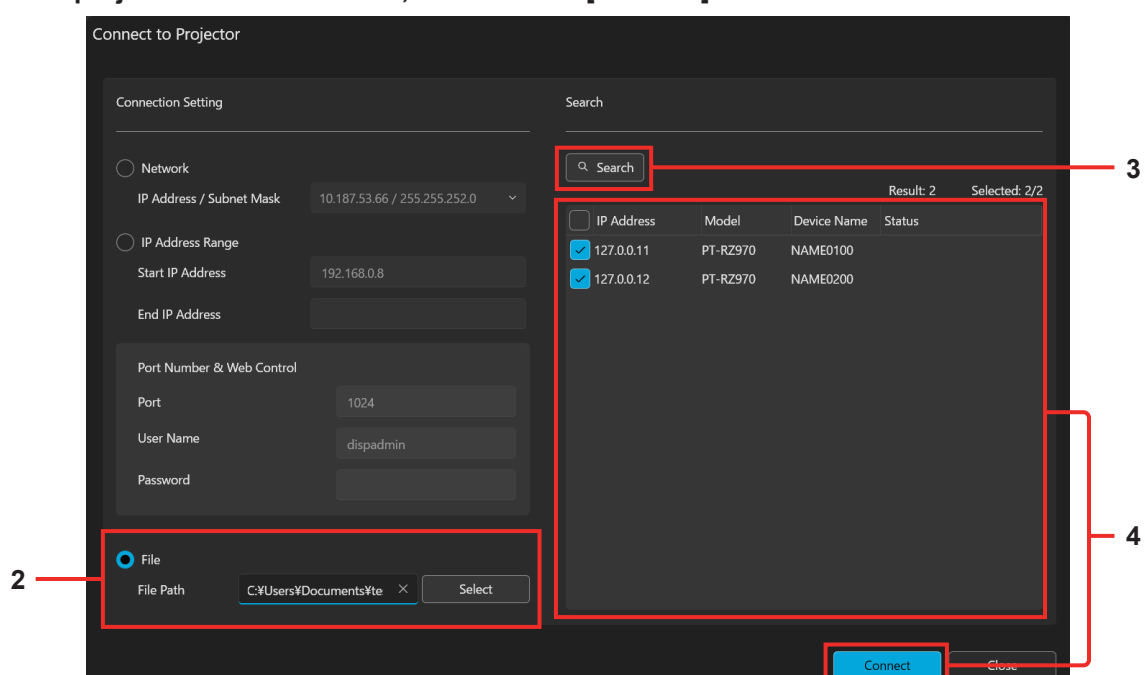 Connect to Projector
Connection Setting
Network
IP Address / Subnet Mask 10.187.53.66 / 255.255.252.0
IP Address Range
Start IP Address 192.168.0.8
End IP Address
Port Number & Web Control
Port 1024
User Name dispadmin
Password
File
File Path C:¥Users¥Documents¥te Select
2
Search
Search
3
Result: 2 Selected: 2/2
IP Address Model Device Name Status
127.0.0.11 PT-RZ970 NAME0100
127.0.0.12 PT-RZ970 NAME0200
4
Connect Close